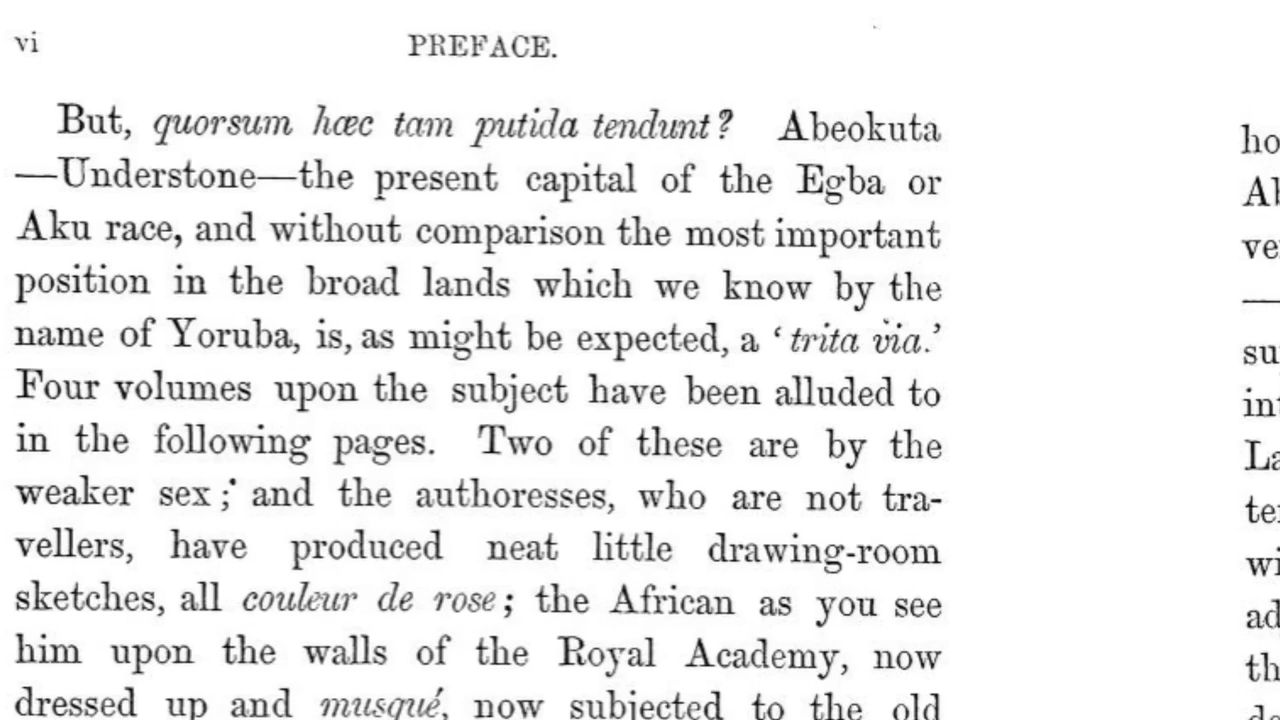 vi PREFACE.
But, quorsum hæc tam putida tendunt? Abeokuta
—Understone—the present capital of the Egba or
Aku race, and without comparison the most important
position in the broad lands which we know by the
name of Yoruba, is, as might be expected, a ‘trita via.’
Four volumes upon the subject have been alluded to
in the following pages. Two of these are by the
weaker sex; and the authoresses, who are not tra-
vellers, have produced neat little drawing-room
sketches, all couleur de rose; the African as you see
him upon the walls of the Royal Academy, now
dressed up and musqué, now subjected to the old